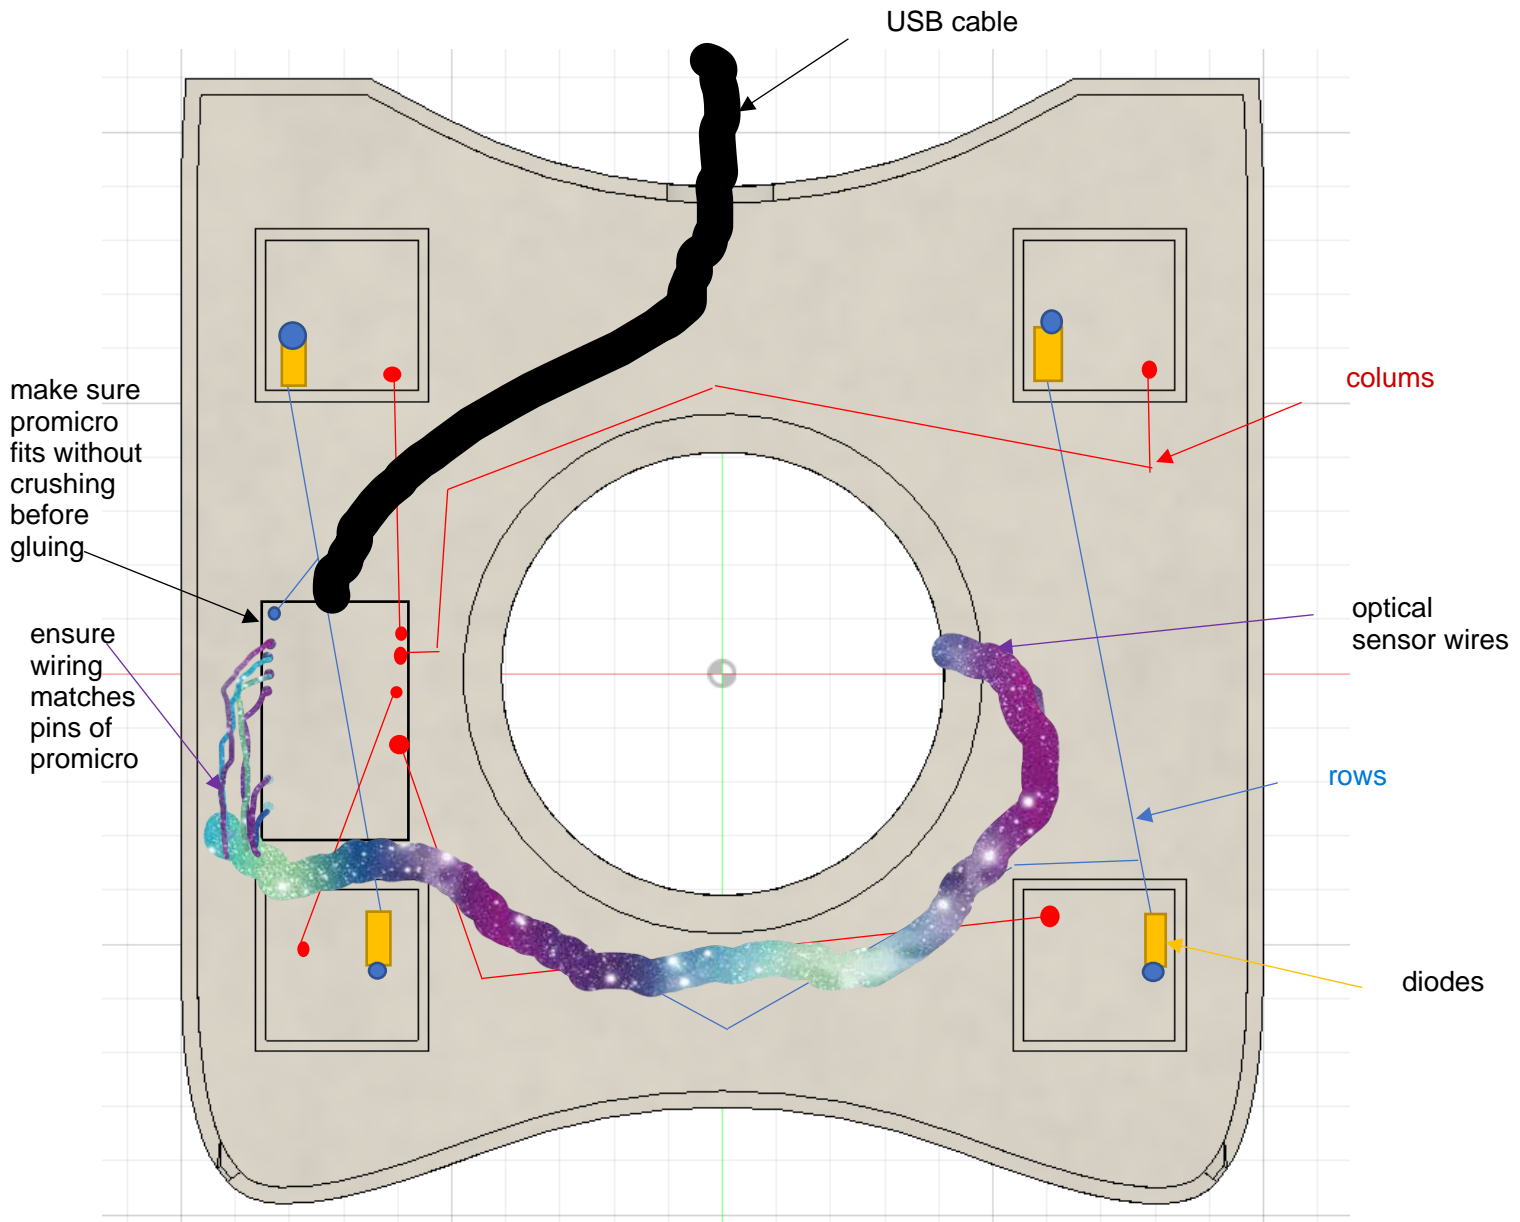 USB cable
make sure
promicro
fits without
crushing
before
gluing
colums
ensure
wiring
matches
pins of
promicro
optical
sensor wires
rows
diodes